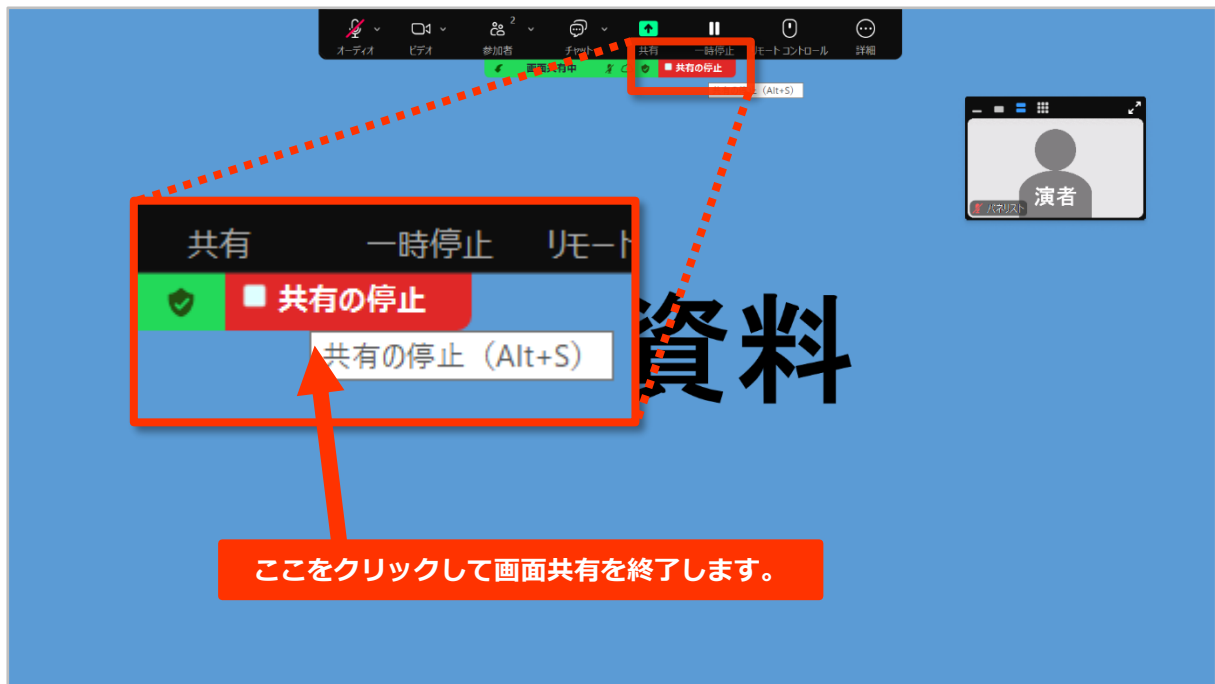 2
オーディオ ビデオ 参加者 チャット 共有 一時停止 リモートコントロール 詳細
画面共有中 共有の停止
(Alt+S)
演者
パネリスト
共有 一時停止 リモート
共有の停止
共有の停止（Alt+S）
資料
ここをクリックして画面共有を終了します。